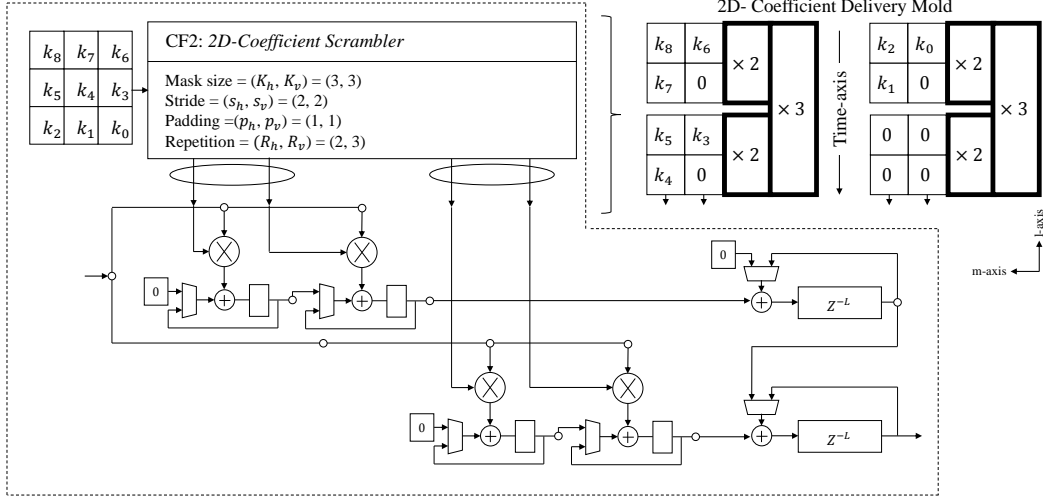 2D- Coefficient Delivery Mold
k₈ k₇ k₆
k₅ k₄ k₃
k₂ k₁ k₀
CF2: 2D-Coefficient Scrambler
Mask size = (Kₕ, Kᵥ) = (3, 3)
Stride = (sₕ, sᵥ) = (2, 2)
Padding =(pₕ, pᵥ) = (1, 1)
Repetition = (Rₕ, Rᵥ) = (2, 3)
k₈ k₆
k₇ 0
× 2
k₅ k₃
k₄ 0
× 2
× 3
Time-axis
k₂ k₀
k₁ 0
× 2
0 0
0 0
× 2
× 3
l-axis
m-axis
0
0
Z⁻ᴸ
0
Z⁻ᴸ